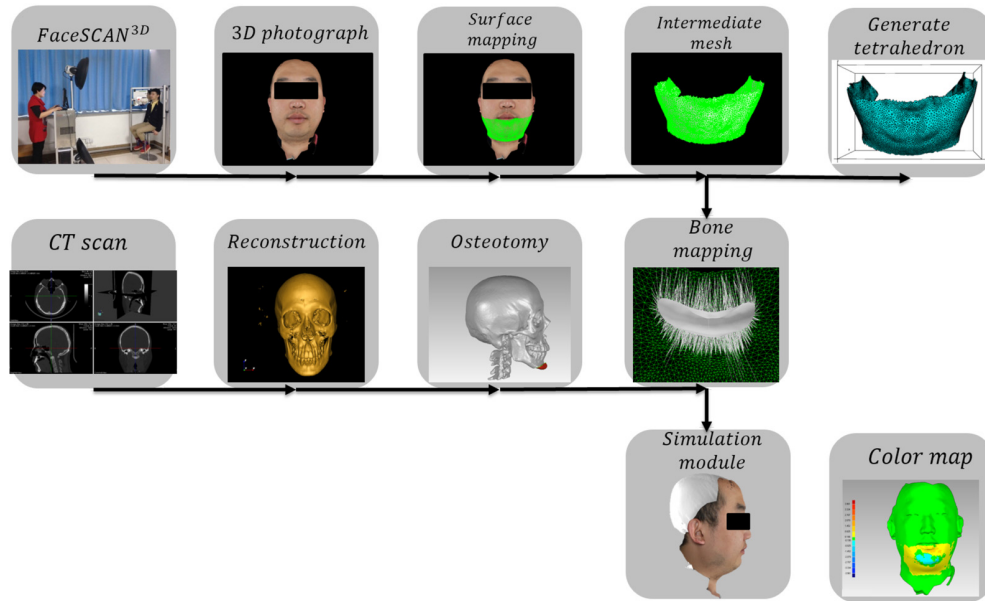 FaceSCAN3D
3D photograph
Surface
mapping
Intermediate
mesh
Generate
tetrahedron
CT scan
Reconstruction
Osteotomy
Bone
mapping
Simulation
module
Color map